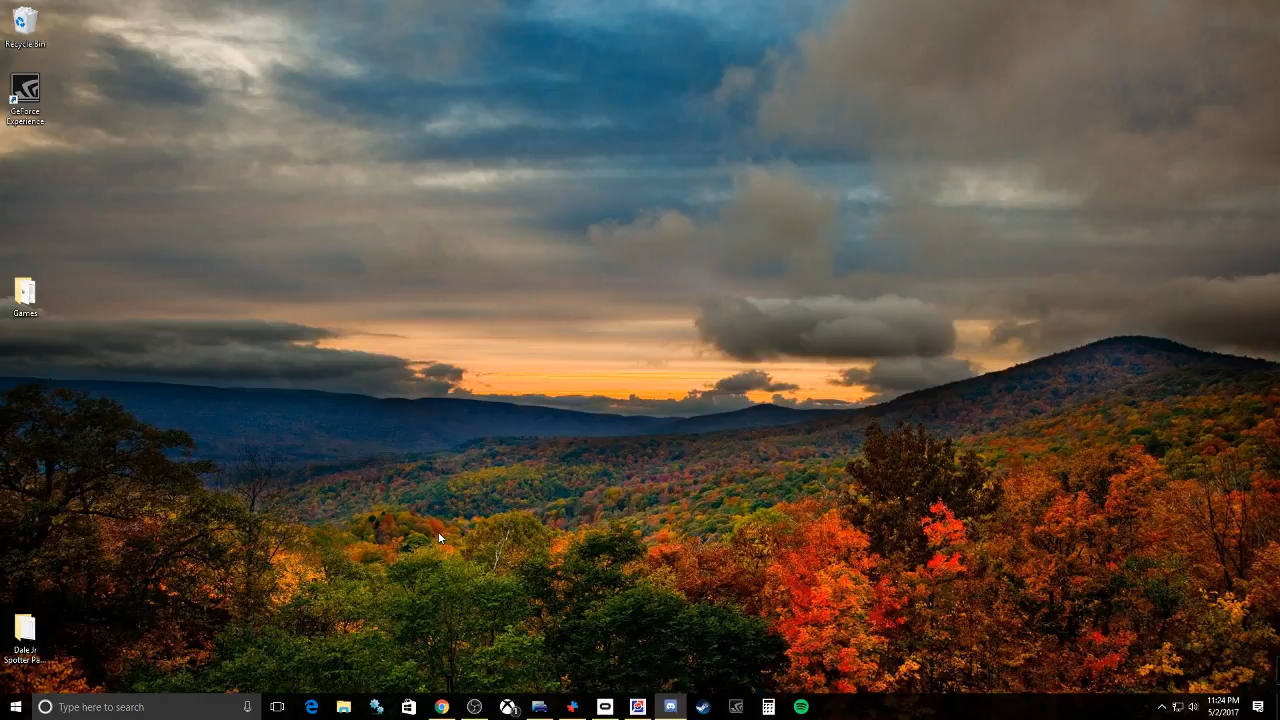 Recycle Bin
GeForce
Experience
Games
Dale Jr
Spotter Pa...
Type here to search
1
11:24 PM
5/2/2017